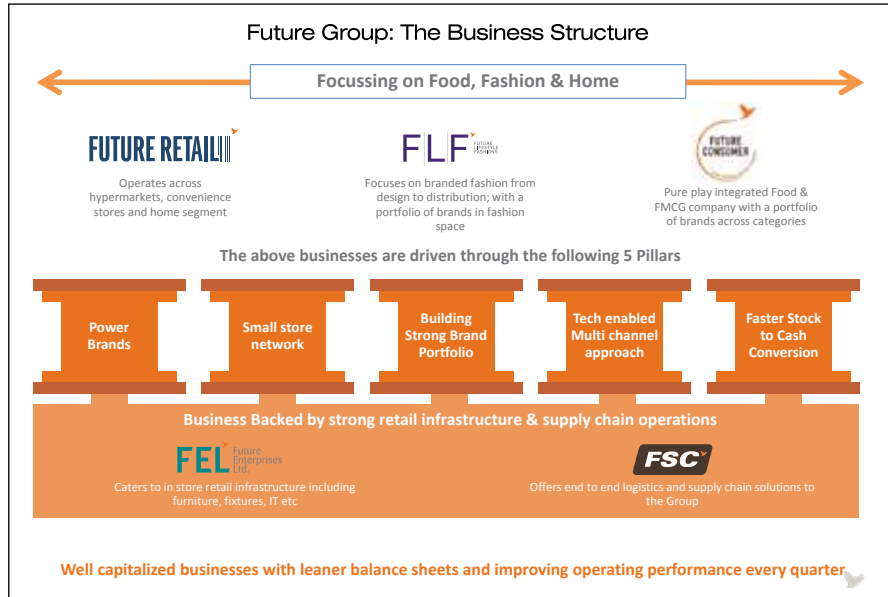 Future Group: The Business Structure
Focussing on Food, Fashion & Home
FUTURE RETAIL
Operates across
hypermarkets, convenience
stores and home segment
FLF
FUTURE
LIFESTYLE
FASHIONS
Focuses on branded fashion from
design to distribution; with a
portfolio of brands in fashion
space
FUTURE
CONSUMER
Pure play integrated Food &
FMCG company with a portfolio
of brands across categories
The above businesses are driven through the following 5 Pillars
Power
Brands
Small store
network
Building
Strong Brand
Portfolio
Tech enabled
Multi channel
approach
Faster Stock
to Cash
Conversion
Business Backed by strong retail infrastructure & supply chain operations
FEL
Future
Enterprises
Ltd.
Caters to in store retail infrastructure including
furniture, fixtures, IT etc
FSC
Offers end to end logistics and supply chain solutions to
the Group
Well capitalized businesses with leaner balance sheets and improving operating performance every quarter